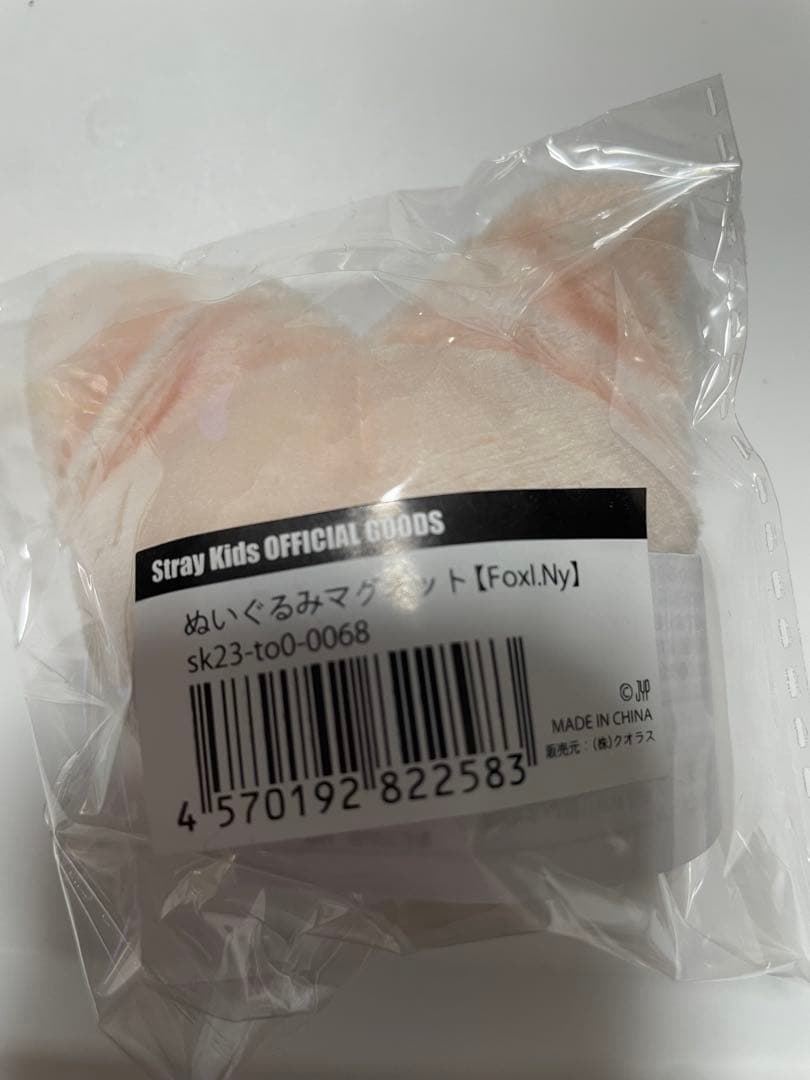 Stray Kids OFFICIAL GOODS
ぬいぐるみマグネット【FoxI.Ny】
sk23-to0-0068
4 570192 822583
© JYP
MADE IN CHINA
販売元：(株)クオラス